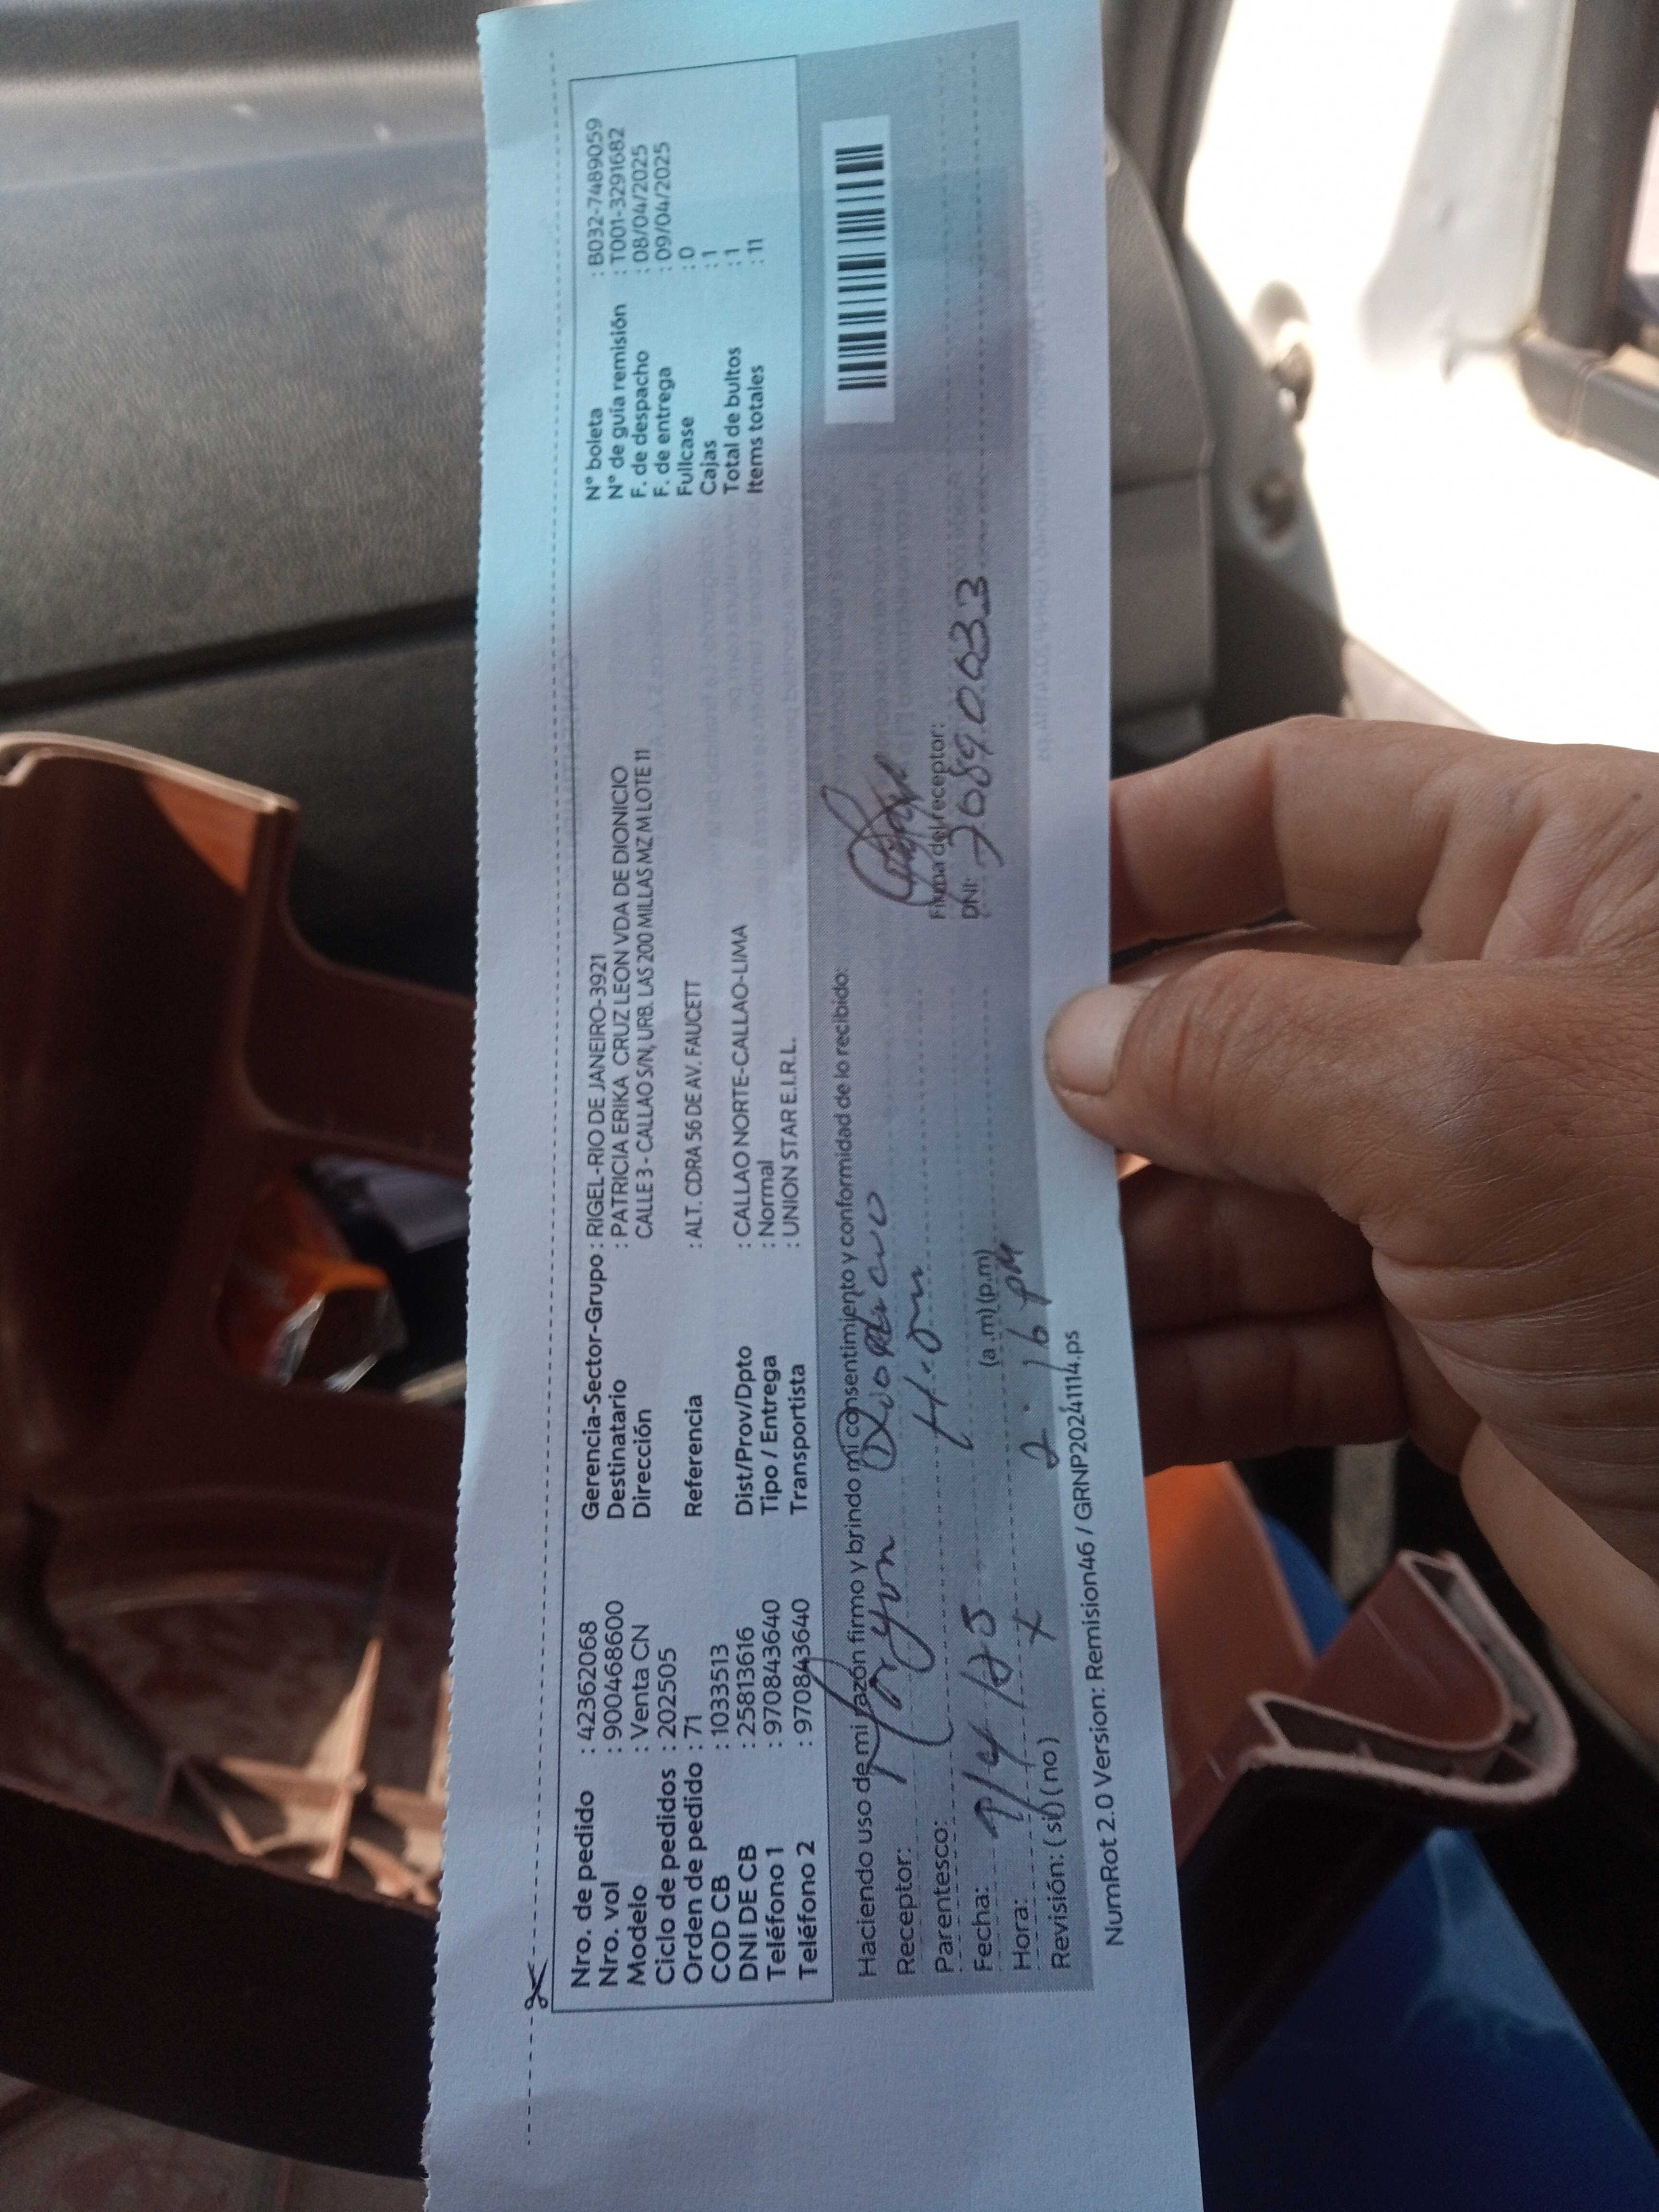 Nro. de pedido : 42362068
Nro. vol : 900468600
Modelo : Venta CN
Ciclo de pedidos : 202505
Orden de pedido : 71
COD CB : 1033513
DNI DE CB : 25813616
Teléfono 1 : 970843640
Teléfono 2 : 970843640
Gerencia-Sector-Grupo : RIGEL-RIO DE JANEIRO-3921
Destinatario : PATRICIA ERIKA CRUZ LEON VDA DE DIONICIO
Dirección CALLE 3 - CALLAO S/N, URB. LAS 200 MILLAS MZ M LOTE 11
Referencia : ALT. CDRA 56 DE AV. FAUCETT
Dist/Prov/Dpto : CALLAO NORTE-CALLAO-LIMA
Tipo / Entrega : Normal
Transportista : UNION STAR E.I.R.L.
N° boleta : B032-7489059
N° de guía remisión : T001-3291682
F. de despacho : 08/04/2025
F. de entrega : 09/04/2025
Fullcase : 0
Cajas : 1
Total de bultos : 1
Items totales : 11
Haciendo uso de mi razón firmo y brindo mi consentimiento y conformidad de lo recibido:
Receptor:
Parentesco:
Fecha: 9/4/25
Hora: (a.m)(p.m)
2:16 pm
Revisión: ( si) (no) x
Firma del receptor:
DNI:
NumRot 2.0 Version: Remision46 / GRNP20241114.ps